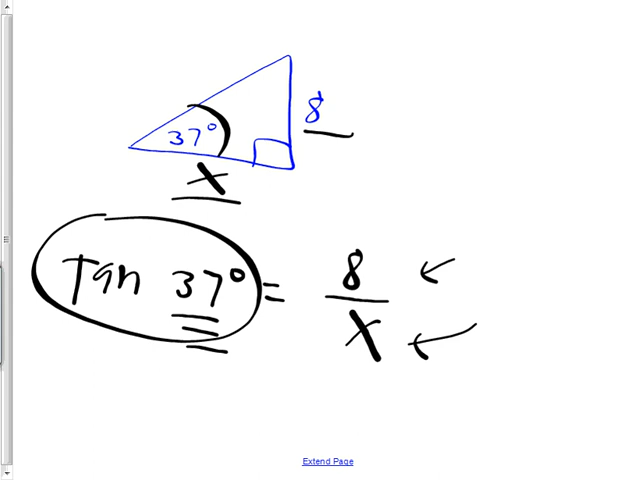 8
37°
x
Tan 37° = 8/x
Extend Page